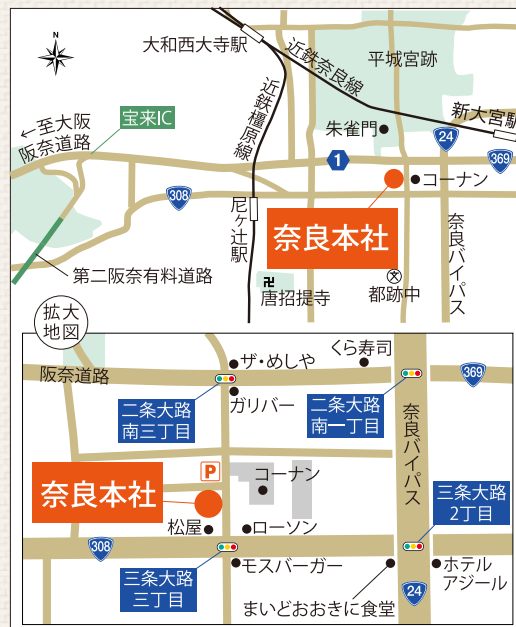 大和西大寺駅
近鉄奈良線
平城宮跡
近鉄橿原線
宝来IC
←至大阪
阪奈道路
朱雀門
新大宮駅
24
1
369
コーナン
308
尼ヶ辻駅
奈良本社
奈良バイパス
第二阪奈有料道路
卍
唐招提寺
文
都跡中
拡大
地図
ザ・めしや
くら寿司
阪奈道路
369
二条大路
南三丁目
ガリバー
二条大路
南一丁目
奈良バイパス
P
コーナン
奈良本社
三条大路
2丁目
松屋
ローソン
308
三条大路
三丁目
モスバーガー
ホテル
アジール
24
まいどおおきに食堂